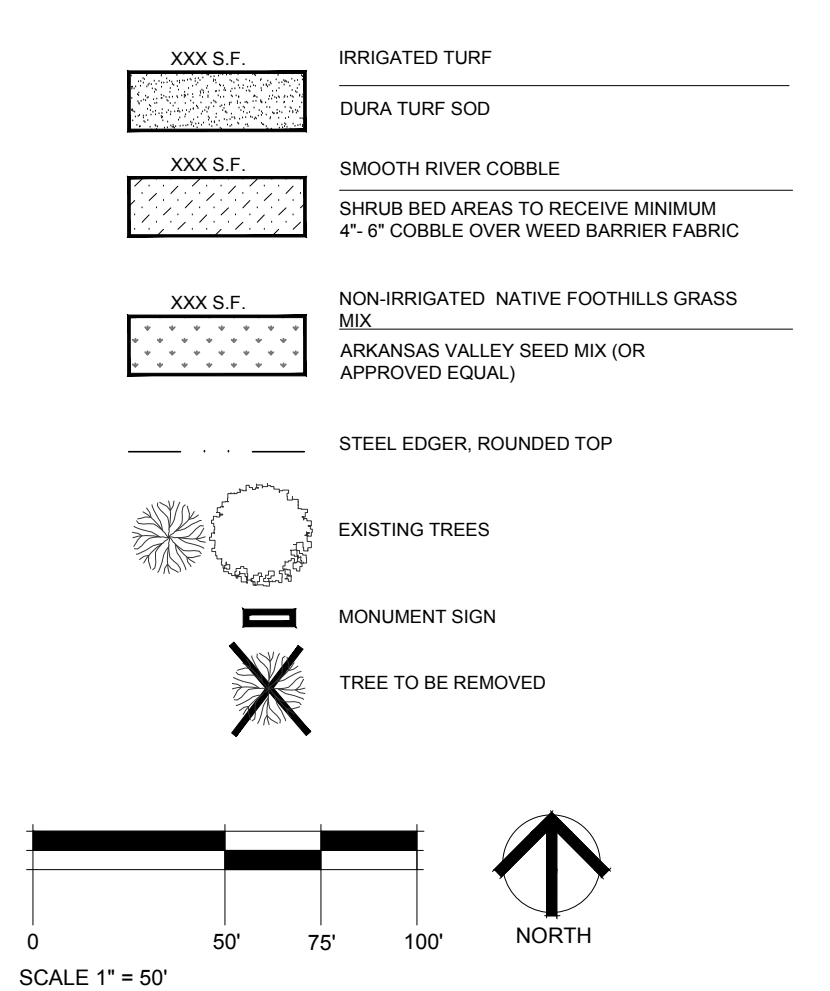 XXX S.F.
IRRIGATED TURF
DURA TURF SOD
XXX S.F.
SMOOTH RIVER COBBLE
SHRUB BED AREAS TO RECEIVE MINIMUM
4"- 6" COBBLE OVER WEED BARRIER FABRIC
XXX S.F.
NON-IRRIGATED  NATIVE FOOTHILLS GRASS
MIX
ARKANSAS VALLEY SEED MIX (OR
APPROVED EQUAL)
STEEL EDGER, ROUNDED TOP
EXISTING TREES
MONUMENT SIGN
TREE TO BE REMOVED
0 50' 75' 100'
NORTH
SCALE 1" = 50'